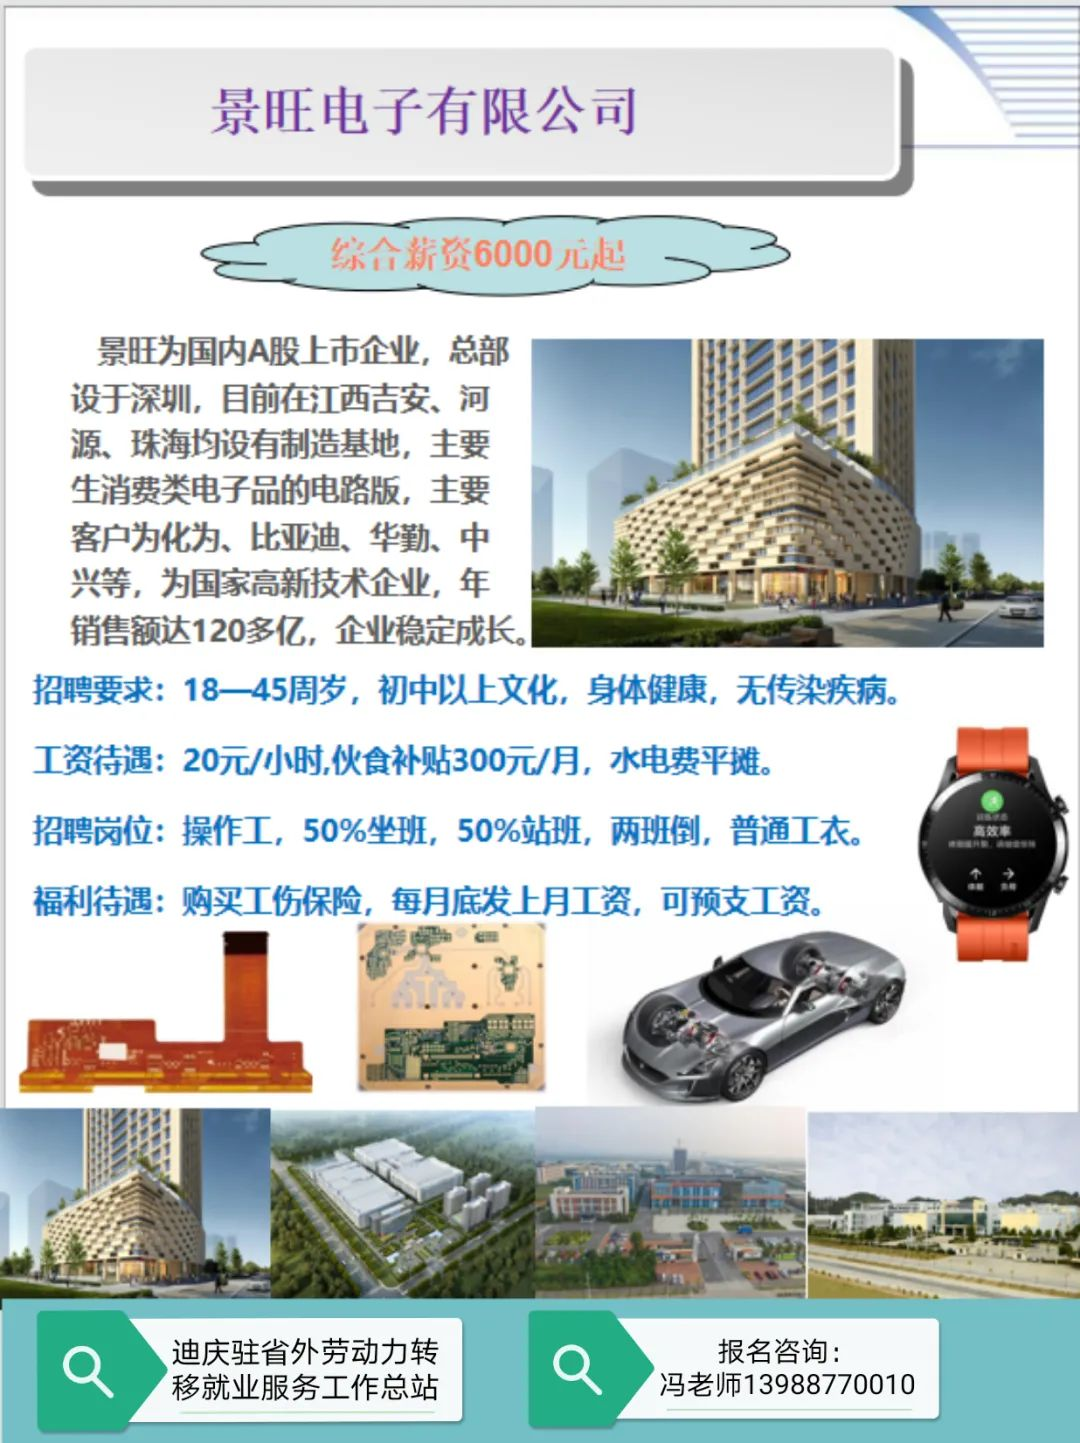 景旺电子有限公司
综合薪资6000元起
景旺为国内A股上市企业，总部
设于深圳，目前在江西吉安、河
源、珠海均设有制造基地，主要
生消费类电子品的电路版，主要
客户为化为、比亚迪、华勤、中
兴等，为国家高新技术企业，年
销售额达120多亿，企业稳定成长。
招聘要求：18—45周岁，初中以上文化，身体健康，无传染疾病。
工资待遇：20元/小时,伙食补贴300元/月，水电费平摊。
招聘岗位：操作工，50%坐班，50%站班，两班倒，普通工衣。
福利待遇：购买工伤保险，每月底发上月工资，可预支工资。
高效率
迪庆驻省外劳动力转
移就业服务工作总站
报名咨询：
冯老师13988770010